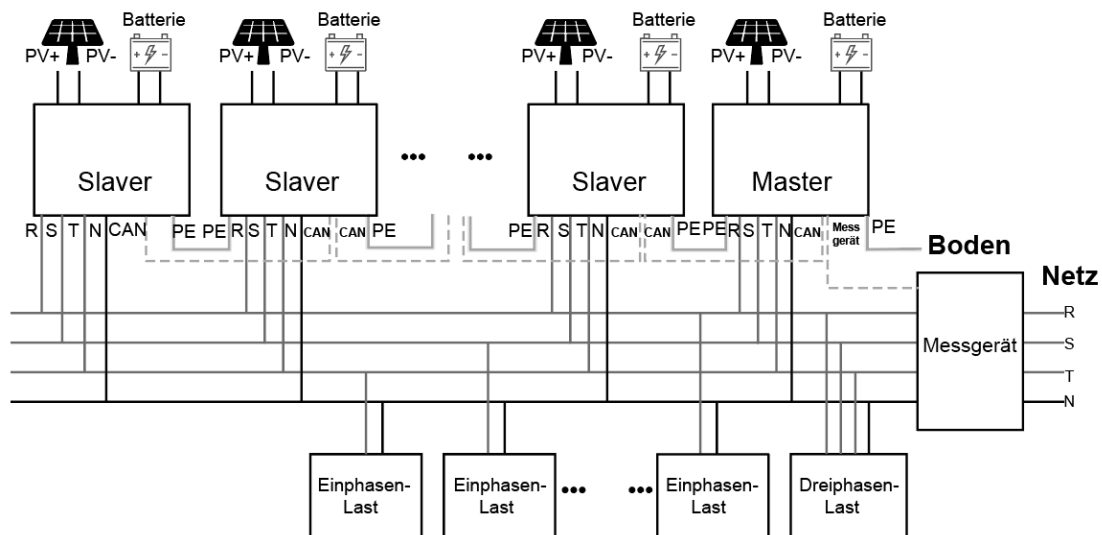 Batterie
Batterie
Batterie
Batterie
PV+ PV-
PV+ PV-
PV+ PV-
PV+ PV-
Slaver
Slaver
... ...
Slaver
Master
R S T N CAN PE
PE R S T N CAN CAN PE
PE R S T N CAN CAN PE
PE R S T N CAN Mess
gerät PE
Boden
Netz
Messgerät
R
S
T
N
Einphasen-
Last
Einphasen-
Last
... ...
Einphasen-
Last
Dreiphasen-
Last